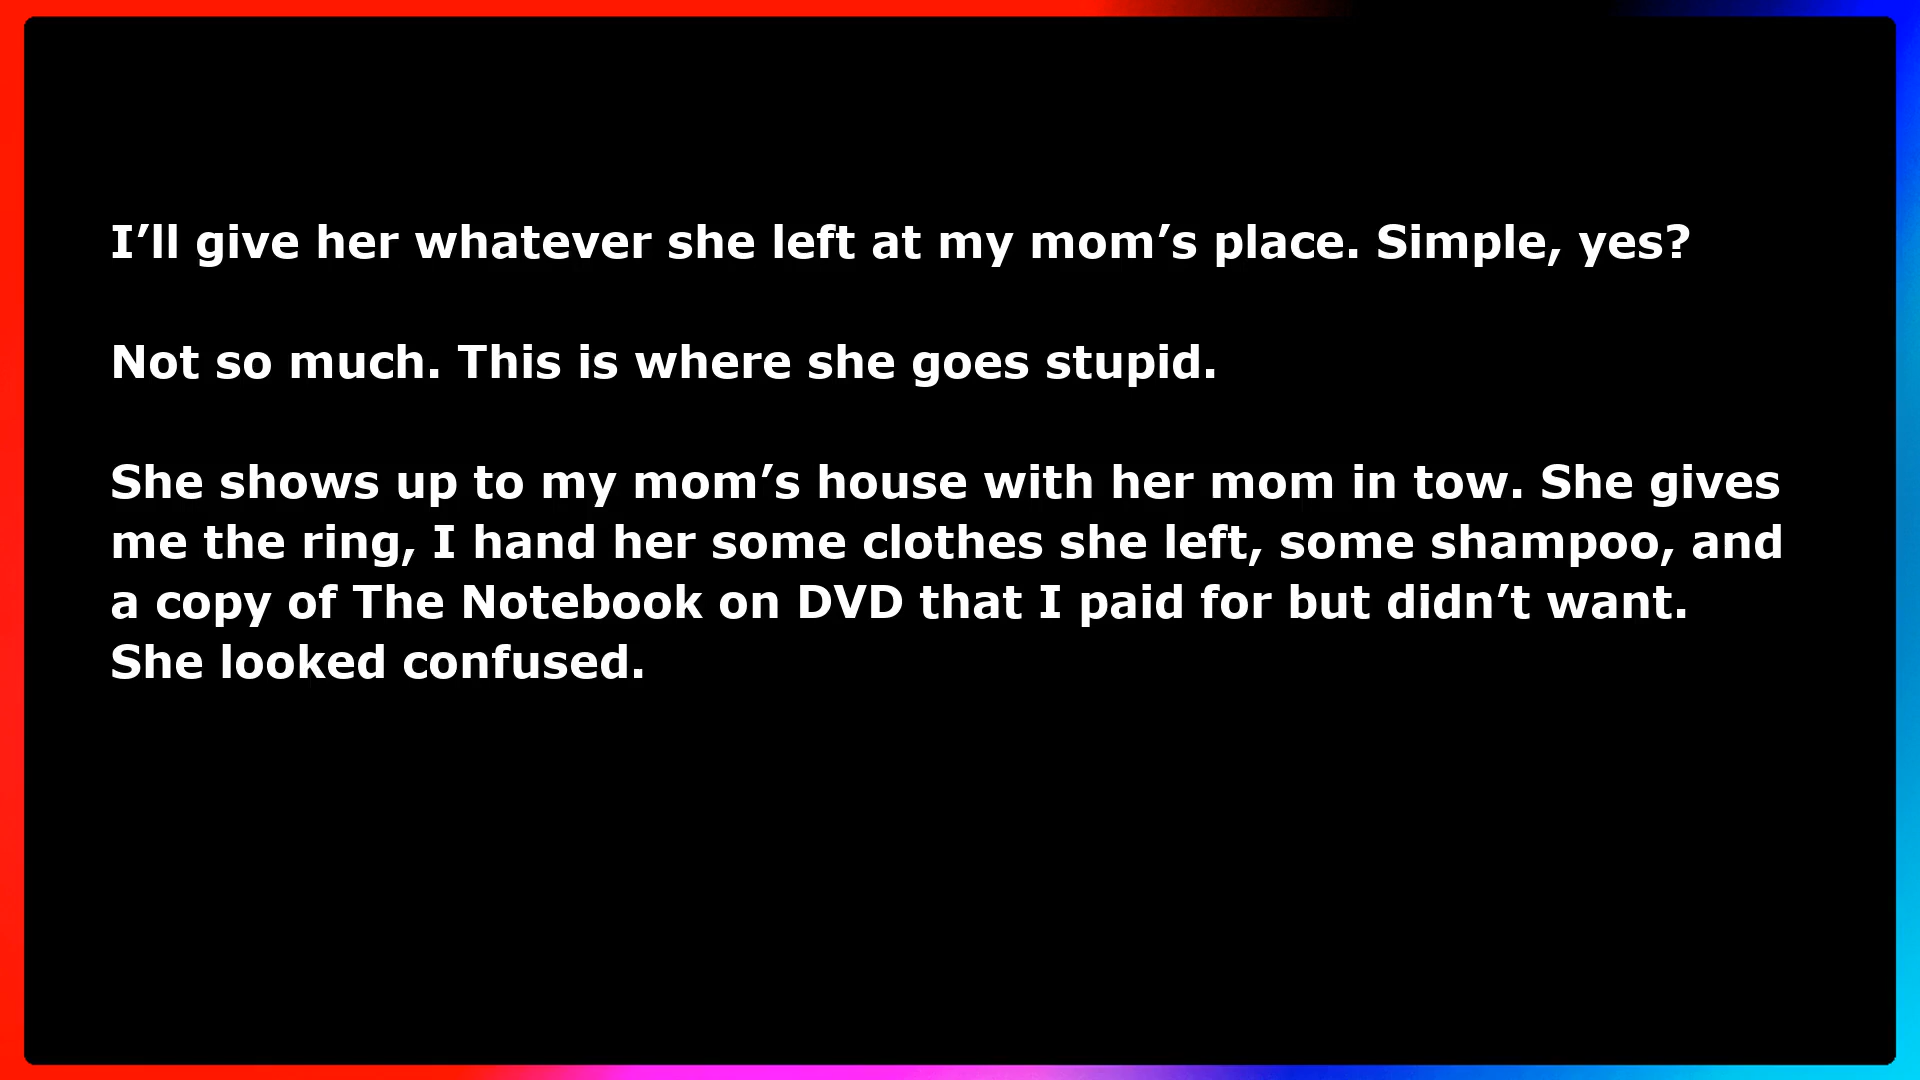 I’ll give her whatever she left at my mom’s place. Simple, yes?
Not so much. This is where she goes stupid.
She shows up to my mom’s house with her mom in tow. She gives
me the ring, I hand her some clothes she left, some shampoo, and
a copy of The Notebook on DVD that I paid for but didn’t want.
She looked confused.